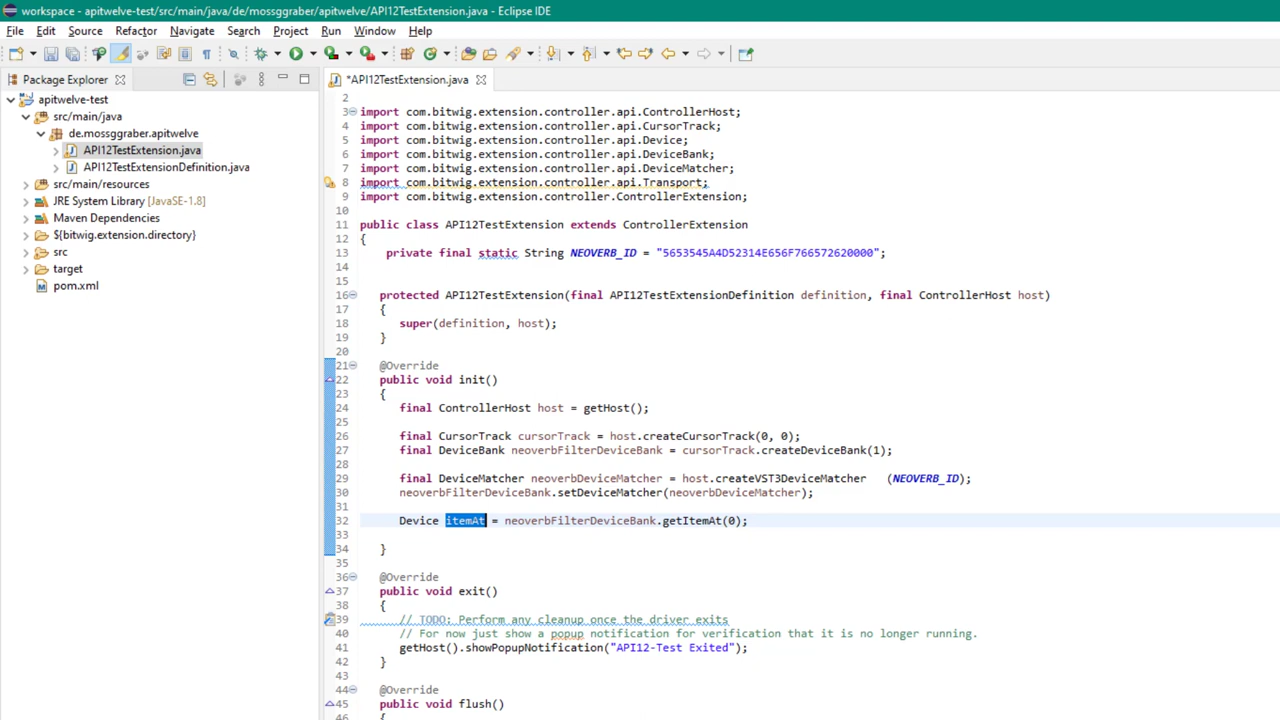 workspace - apitwelve-test/src/main/java/de/mossggraber/apitwelve/API12TestExtension.java - Eclipse IDE
File Edit Source Refactor Navigate Search Project Run Window Help
Package Explorer
*API12TestExtension.java
apitwelve-test
src/main/java
de.mossggraber.apitwelve
API12TestExtension.java
API12TestExtensionDefinition.java
src/main/resources
JRE System Library [JavaSE-1.8]
Maven Dependencies
${bitwig.extension.directory}
src
target
pom.xml
2
3 import com.bitwig.extension.controller.api.ControllerHost;
4 import com.bitwig.extension.controller.api.CursorTrack;
5 import com.bitwig.extension.controller.api.Device;
6 import com.bitwig.extension.controller.api.DeviceBank;
7 import com.bitwig.extension.controller.api.DeviceMatcher;
8 import com.bitwig.extension.controller.api.Transport;
9 import com.bitwig.extension.controller.ControllerExtension;
10
11 public class API12TestExtension extends ControllerExtension
12 {
13 private final static String NEOVERB_ID = "5653545A4D52314E656F766572620000";
14
15
16 protected API12TestExtension(final API12TestExtensionDefinition definition, final ControllerHost host)
17 {
18 super(definition, host);
19 }
20
21 @Override
22 public void init()
23 {
24 final ControllerHost host = getHost();
25
26 final CursorTrack cursorTrack = host.createCursorTrack(0, 0);
27 final DeviceBank neoverbFilterDeviceBank = cursorTrack.createDeviceBank(1);
28
29 final DeviceMatcher neoverbDeviceMatcher = host.createVST3DeviceMatcher (NEOVERB_ID);
30 neoverbFilterDeviceBank.setDeviceMatcher(neoverbDeviceMatcher);
31
32 Device itemAt = neoverbFilterDeviceBank.getItemAt(0);
33
34 }
35
36 @Override
37 public void exit()
38 {
39 // TODO: Perform any cleanup once the driver exits
40 // For now just show a popup notification for verification that it is no longer running.
41 getHost().showPopupNotification("API12-Test Exited");
42 }
43
44 @Override
45 public void flush()
46 {